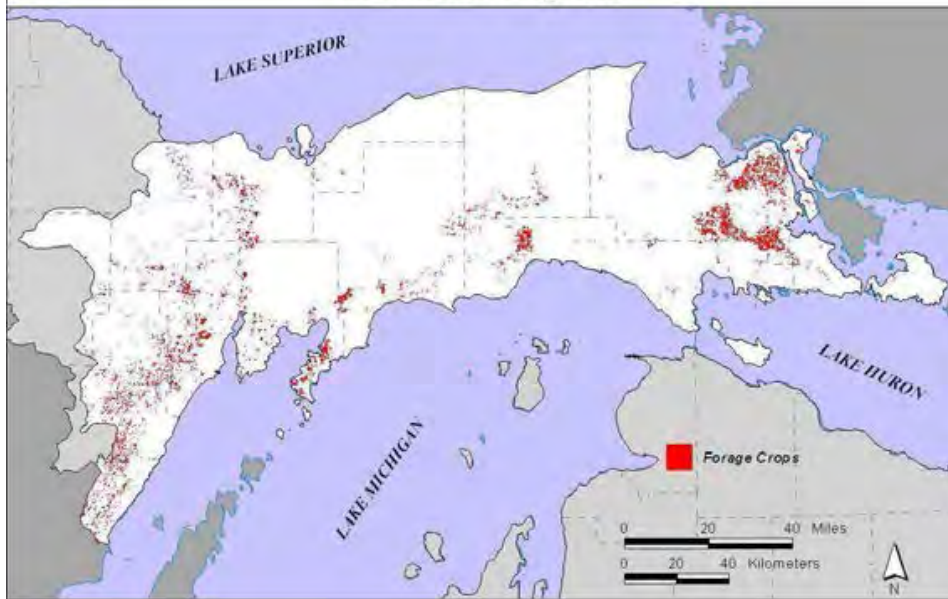 LAKE SUPERIOR
LAKE HURON
LAKE MICHIGAN
Forage Crops
0 20 40 Miles
0 20 40 Kilometers
N